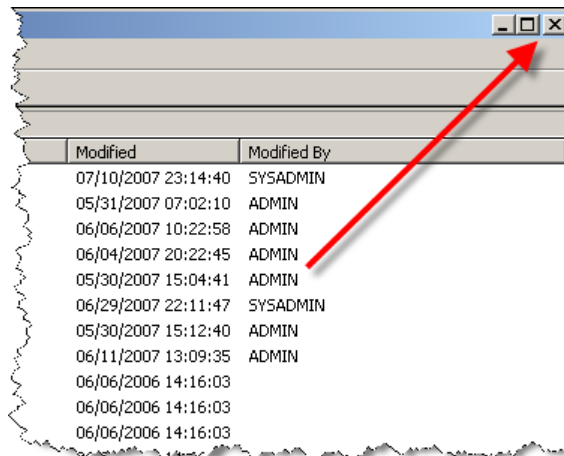 Modified Modified By
07/10/2007 23:14:40 SYSADMIN
05/31/2007 07:02:10 ADMIN
06/06/2007 10:22:58 ADMIN
06/04/2007 20:22:45 ADMIN
05/30/2007 15:04:41 ADMIN
06/29/2007 22:11:47 SYSADMIN
05/30/2007 15:12:40 ADMIN
06/11/2007 13:09:35 ADMIN
06/06/2006 14:16:03
06/06/2006 14:16:03
06/06/2006 14:16:03